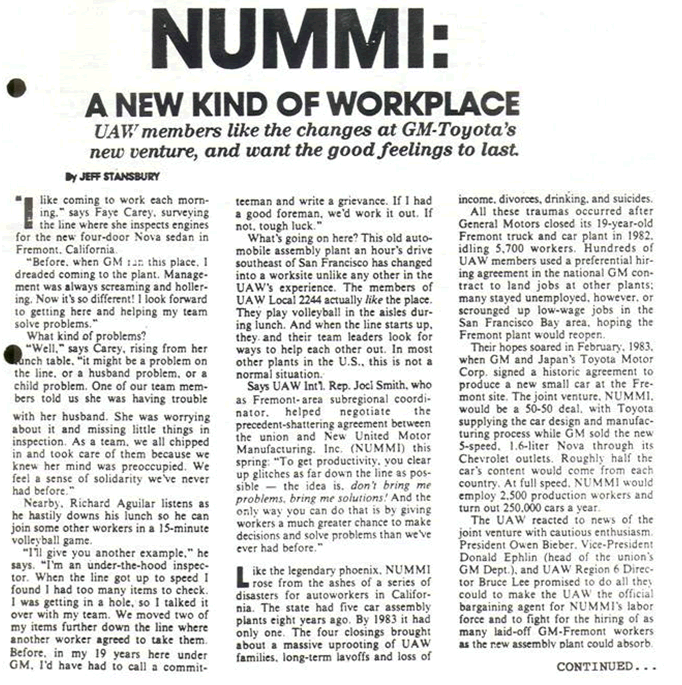 NUMMI:
A NEW KIND OF WORKPLACE
UAW members like the changes at GM-Toyota's
new venture, and want the good feelings to last.
By JEFF STANSBURY
"I like coming to work each morn-
ing," says Faye Carey, surveying
the line where she inspects engines
for the new four-door Nova sedan in
Fremont, California.
"Before, when GM ran this place, I
dreaded coming to the plant. Manage-
ment was always screaming and holler-
ing. Now it's so different! I look forward
to getting here and helping my team
solve problems."
What kind of problems?
"Well," says Carey, rising from her
lunch table, "it might be a problem on
the line, or a husband problem, or a
child problem. One of our team mem-
bers told us she was having trouble
with her husband. She was worrying
about it and missing little things in
inspection. As a team, we all chipped
in and took care of them because we
knew her mind was preoccupied. We
feel a sense of solidarity we've never
had before."
Nearby, Richard Aguilar listens as
he hastily downs his lunch so he can
join some other workers in a 15-minute
volleyball game.
"I'll give you another example," he
says. "I'm an under-the-hood inspec-
tor. When the line got up to speed I
found I had too many items to check.
I was getting in a hole, so I talked it
over with my team. We moved two of
my items further down the line where
another worker agreed to take them.
Before, in my 19 years here under
GM, I'd have had to call a commit-
teeman and write a grievance. If I had
a good foreman, we'd work it out. If
not, tough luck."
What's going on here? This old auto-
mobile assembly plant an hour's drive
southeast of San Francisco has changed
into a worksite unlike any other in the
UAW's experience. The members of
UAW Local 2244 actually like the place.
They play volleyball in the aisles dur-
ing lunch. And when the line starts up,
they and their team leaders look for
ways to help each other out. In most
other plants in the U.S., this is not a
normal situation.
Says UAW Int'l. Rep. Joel Smith, who
as Fremont-area subregional coordi-
nator, helped negotiate the
precedent-shattering agreement between
the union and New United Motor
Manufacturing, Inc. (NUMMI) this
spring: "To get productivity, you clear
up glitches as far down the lines as pos-
sible — the idea is, don't bring me
problems, bring me solutions! And the
only way you can do that is by giving
workers a much greater chance to make
decisions and solve problems than we've
ever had before."
Like the legendary phoenix, NUMMI
rose from the ashes of a series of
disasters for autoworkers in Califor-
nia. The state had five car assembly
plants eight years ago. By 1983 it had
only one. The four closings brought
about a massive uprooting of UAW
families, long-term layoffs and loss of
income, divorces, drinking, and suicides.
All these traumas occurred after
General Motors closed its 19-year-old
Fremont truck and car plant in 1982,
idling 5,700 workers. Hundreds of
UAW members used a preferential hir-
ing agreement in the national GM con-
tract to land jobs at other plants;
many stayed unemployed, however, or
scrounged up low-wage jobs in the
San Francisco Bay area, hoping the
Fremont plant would reopen.
Their hopes soared in February, 1983,
when GM and Japan's Toyota Motor
Corp. signed a historic agreement to
produce a new small car at the Fre-
mont site. The joint venture, NUMMI,
would be a 50-50 deal, with Toyota
supplying the car design and manufac-
turing process while GM sold the new
5-speed, 1.6-liter Nova through its
Chevrolet outlets. Roughly half the
car's content would come from each
country. At full speed, NUMMI would
employ 2,500 production workers and
turn out 250,000 cars a year.
The UAW reacted to news of the
joint venture with cautious enthusiasm.
President Owen Bieber, Vice-President
Donald Ephlin (head of the union's
GM Dept.), and UAW Region 6 Direc-
tor Bruce Lee promised to do all they
could to make the UAW the official
bargaining agent for NUMMI's labor
force and to fight for the hiring of as
many laid-off GM-Fremont workers
as the new assembly plant could absorb.
CONTINUED...